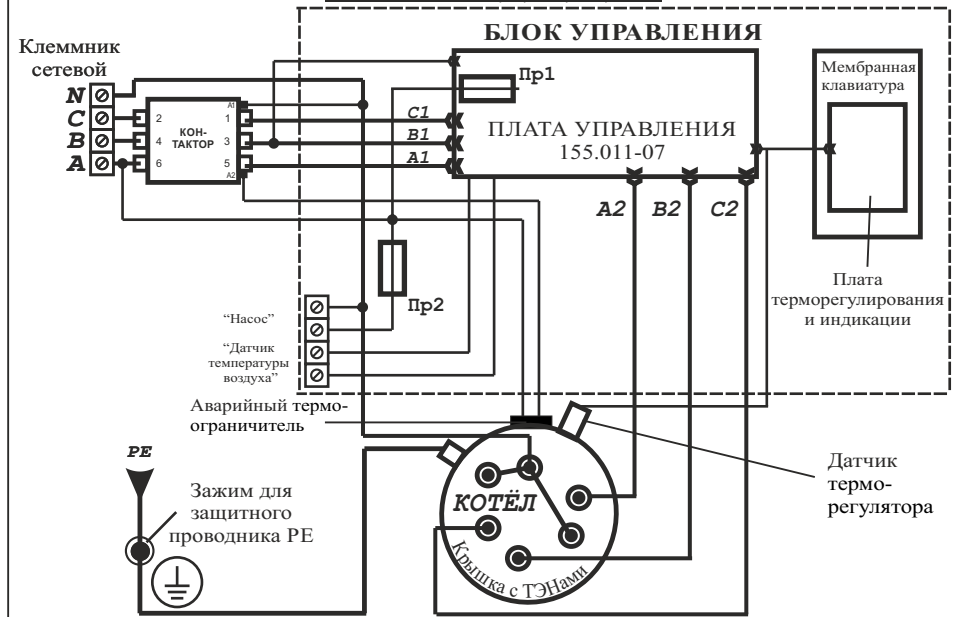 БЛОК УПРАВЛЕНИЯ
Клеммник
сетевой
N
C
B
A
A1
2
1
4
3
6
5
A2
КОН-
ТАКТОР
C1
B1
A1
Пр1
ПЛАТА УПРАВЛЕНИЯ
155.011-07
A2
B2
C2
Мембранная
клавиатура
Плата
терморегулирования
и индикации
Пр2
“Насос”
“Датчик
температуры
воздуха”
Аварийный термо-
ограничитель
PE
Зажим для
защитного
проводника PE
КОТЁЛ
Крышка с ТЭНами
Датчик
термо-
регулятора